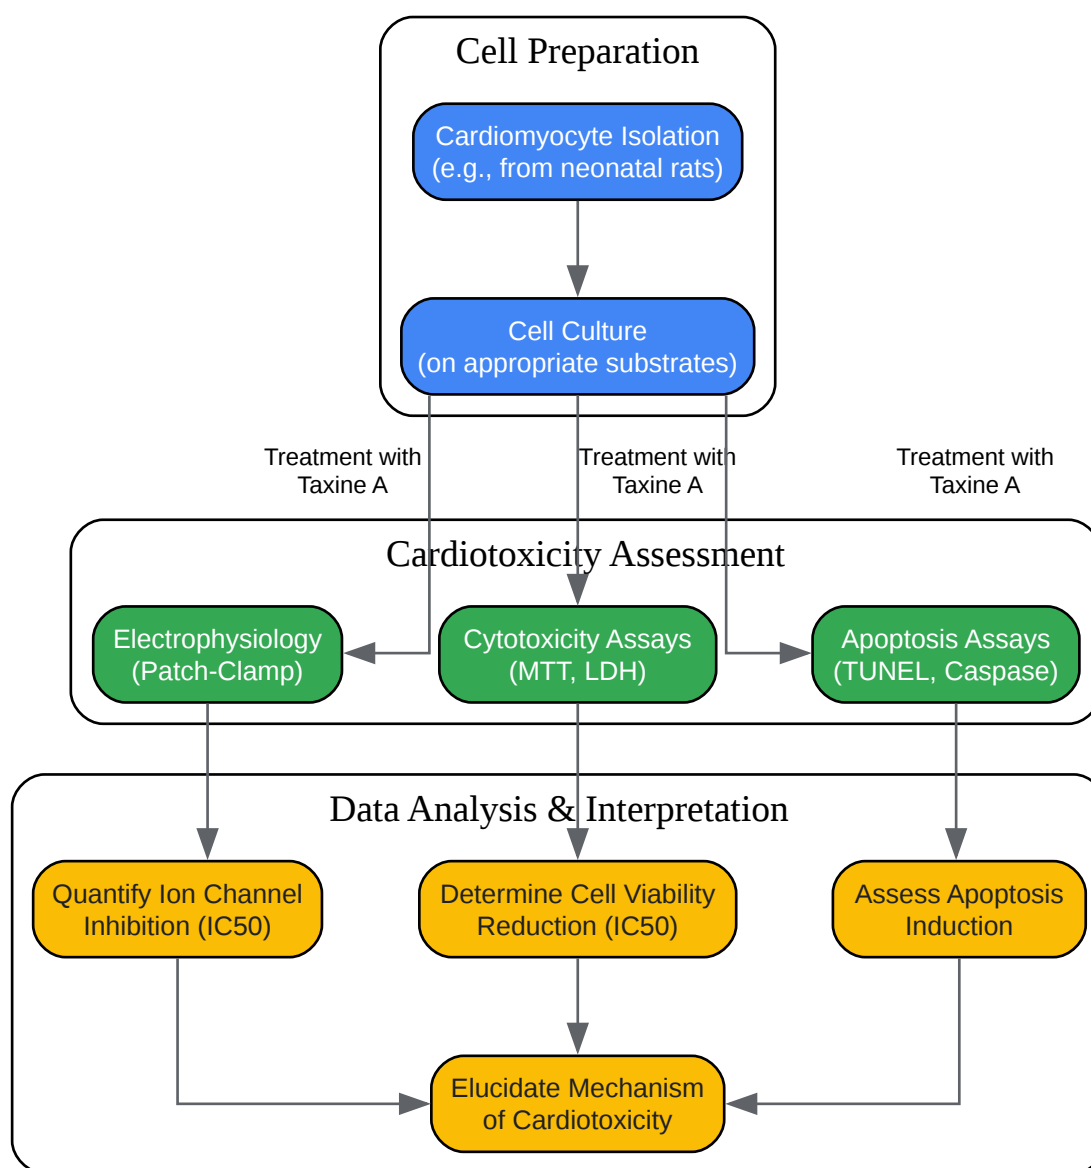 Cell Preparation
Cardiomyocyte Isolation
(e.g., from neonatal rats)
Cell Culture
(on appropriate substrates)
Treatment with
Taxine A
Treatment with
Taxine A
Treatment with
Taxine A
Cardiotoxicity Assessment
Electrophysiology
(Patch-Clamp)
Cytotoxicity Assays
(MTT, LDH)
Apoptosis Assays
(TUNEL, Caspase)
Data Analysis & Interpretation
Quantify Ion Channel
Inhibition (IC50)
Determine Cell Viability
Reduction (IC50)
Assess Apoptosis
Induction
Elucidate Mechanism
of Cardiotoxicity